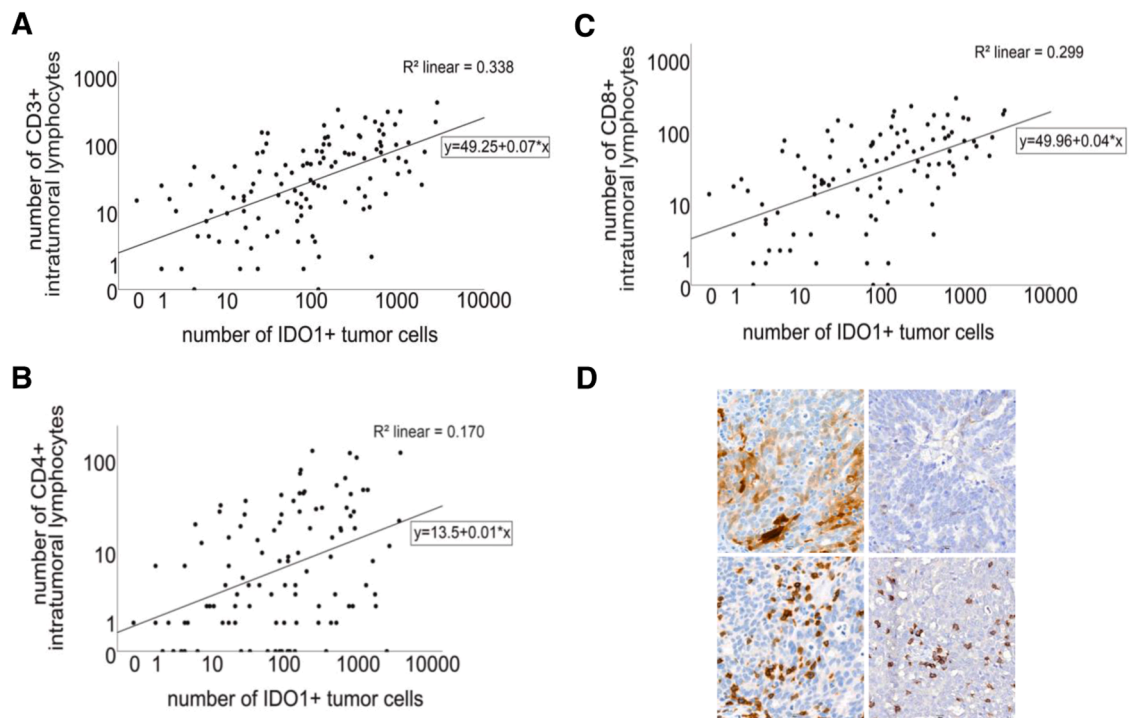 A
number of CD3+
intratumoral lymphocytes
1000
100
10
1
0
R² linear = 0.338
y=49.25+0.07*x
0 1 10 100 1000 10000
number of IDO1+ tumor cells
B
number of CD4+
intratumoral lymphocytes
100
10
1
0
R² linear = 0.170
y=13.5+0.01*x
0 1 10 100 1000 10000
number of IDO1+ tumor cells
C
number of CD8+
intratumoral lymphocytes
1000
100
10
1
0
R² linear = 0.299
y=49.96+0.04*x
0 1 10 100 1000 10000
number of IDO1+ tumor cells
D